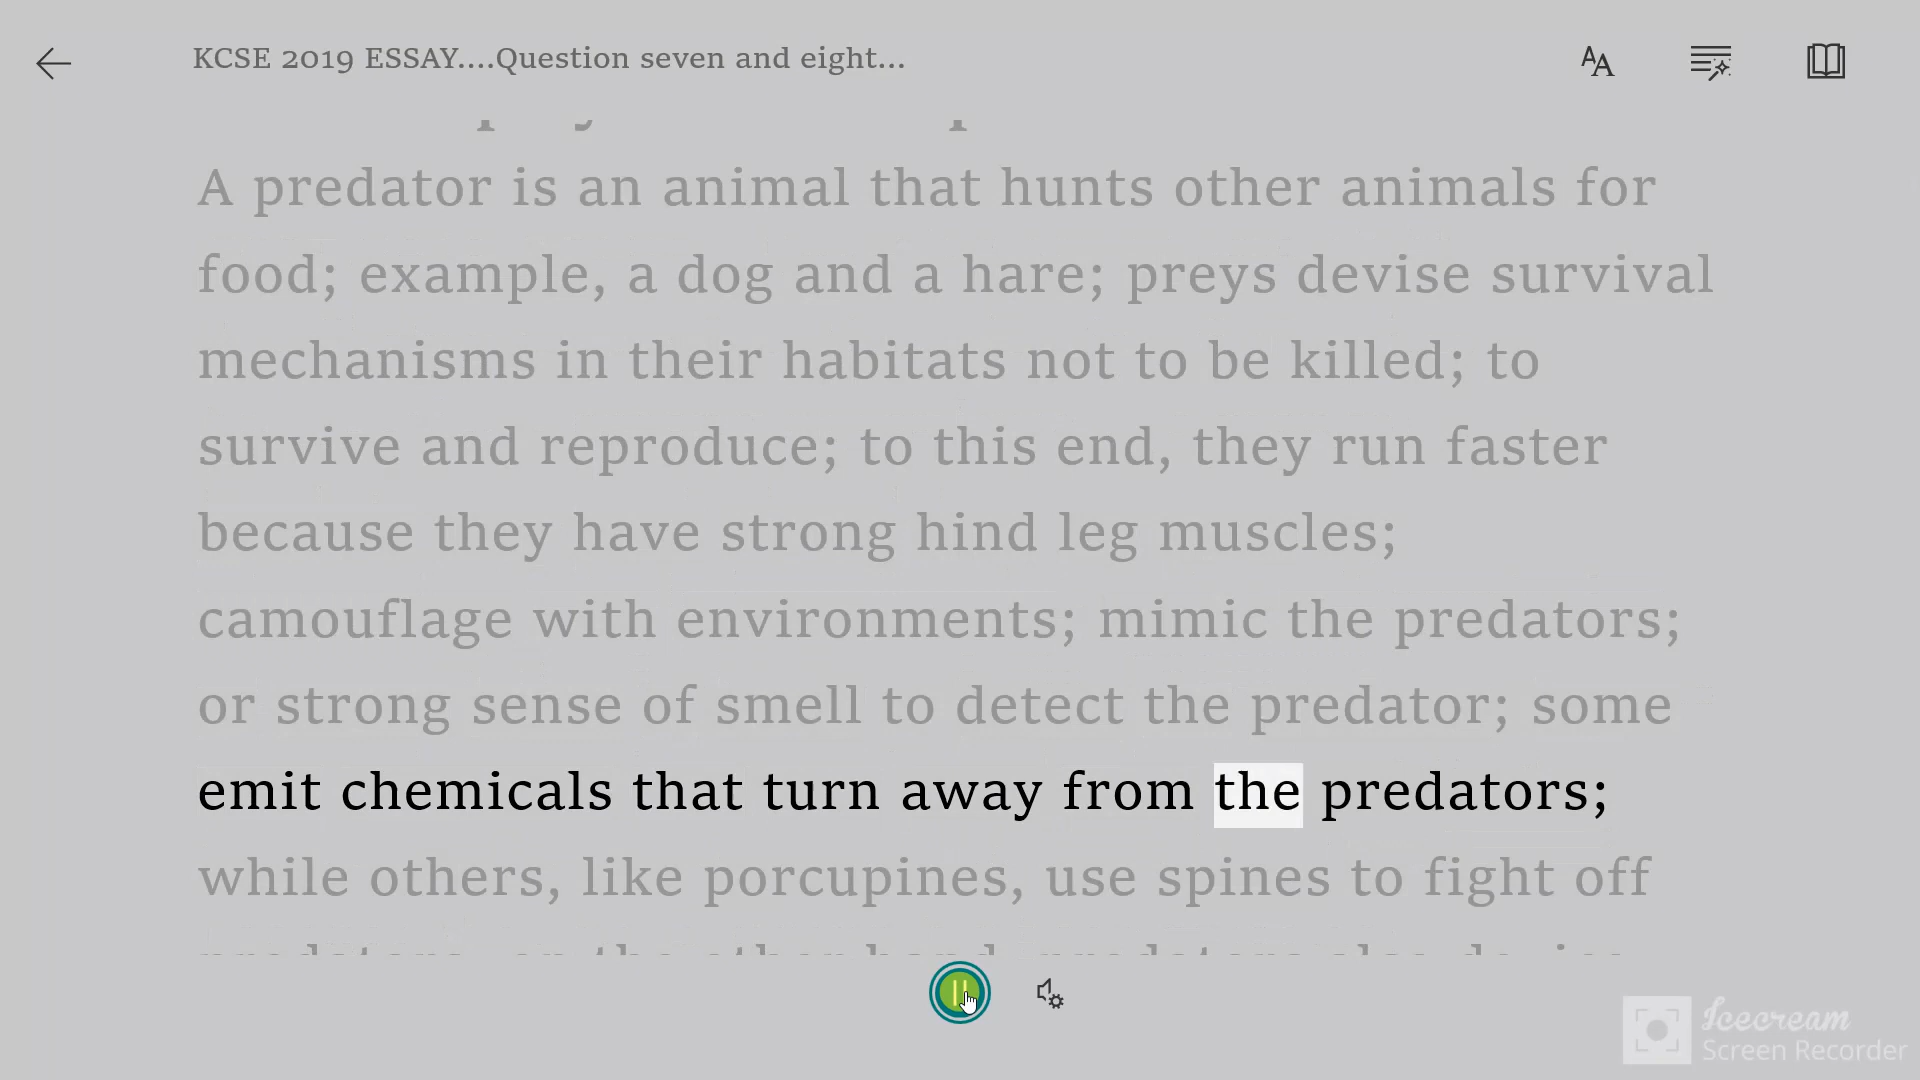 KCSE 2019 ESSAY....Question seven and eight...
A predator is an animal that hunts other animals for
food; example, a dog and a hare; preys devise survival
mechanisms in their habitats not to be killed; to
survive and reproduce; to this end, they run faster
because they have strong hind leg muscles;
camouflage with environments; mimic the predators;
or strong sense of smell to detect the predator; some
emit chemicals that turn away from the predators;
while others, like porcupines, use spines to fight off
Icecream
Screen Recorder